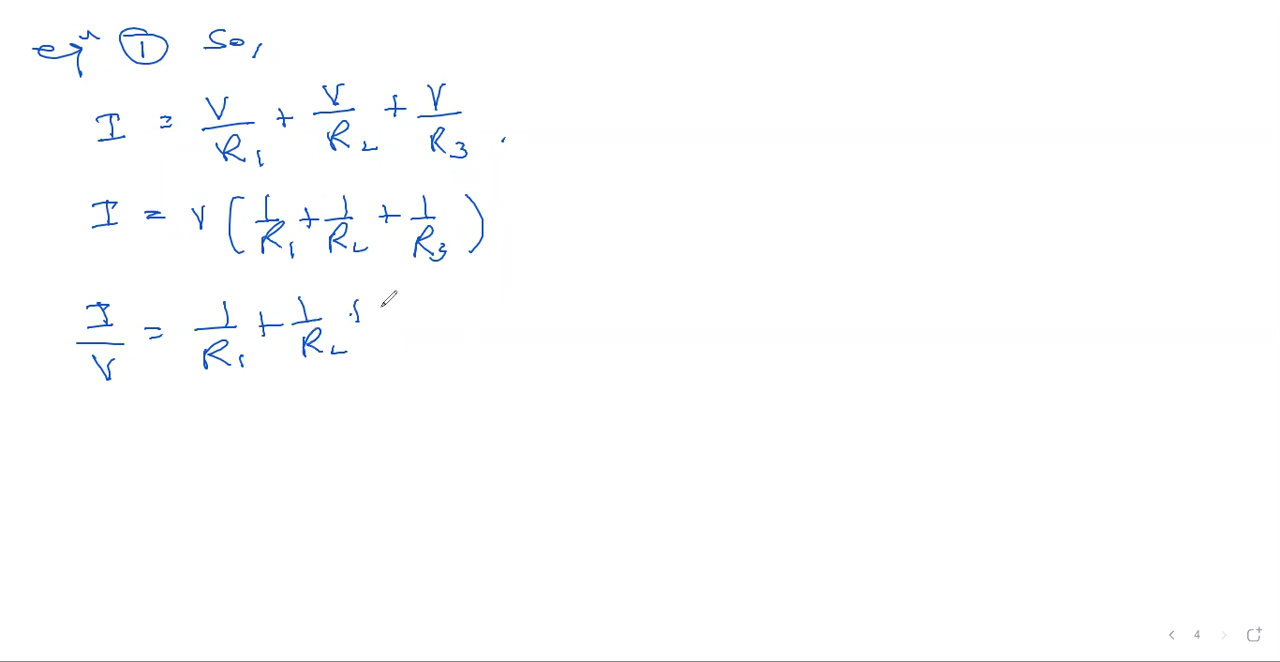 eqⁿ ① So,
I = V/R₁ + V/R₂ + V/R₃ .
I = V ( 1/R₁ + 1/R₂ + 1/R₃ )
I/V = 1/R₁ + 1/R₂ +
4